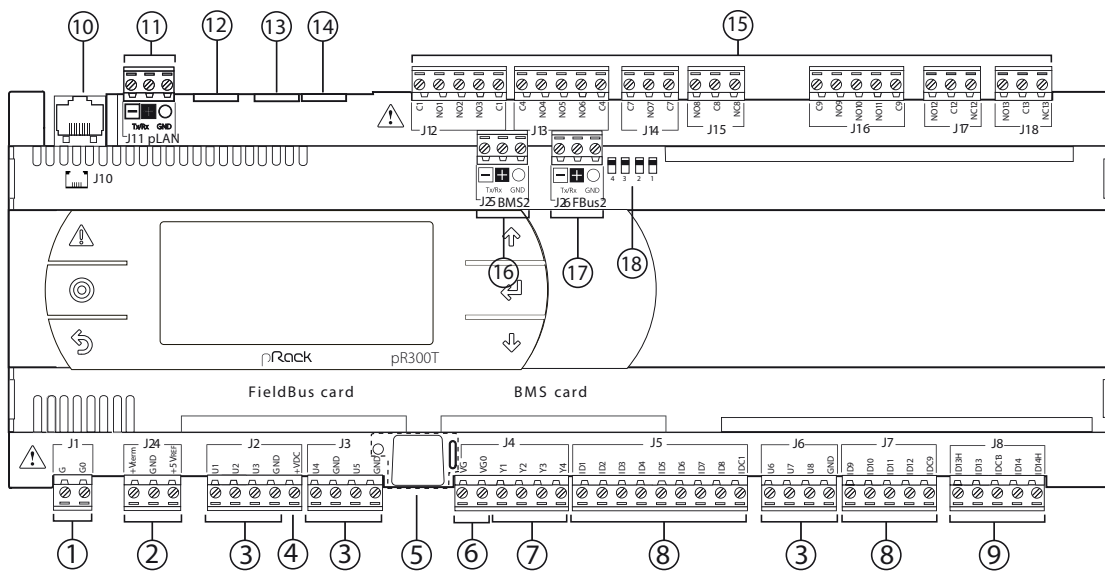 10 11 12 13 14 15
C1 NO1 NO2 NO3 C1 C4 NO4 NO5 NO6 C4 C7 NO7 C7 NO8 C8 NC8 C9 NO9 NO10 NO11 C9 NO12 C12 NC12 NO13 C13 NC13
J12 J13 J14 J15 J16 J17 J18
Tx/Rx GND
J11 pLAN
J10
Tx/Rx GND Tx/Rx GND
J25 BMS2 J26 FBus2
4 3 2 1
16 17 18
pRack pR300T
FieldBus card BMS card
J1 J24 J2 J3 J4 J5 J6 J7 J8
G G0 +Vterm GND +5VREF U1 U2 U3 GND +VDC U4 GND U5 GND VG VG0 Y1 Y2 Y3 Y4 ID1 ID2 ID3 ID4 ID5 ID6 ID7 ID8 IDC1 U6 U7 U8 GND ID9 ID10 ID11 ID12 IDC9 ID13H ID13 IDC13 ID14 ID14H
1 2 3 4 3 5 6 7 8 3 8 9